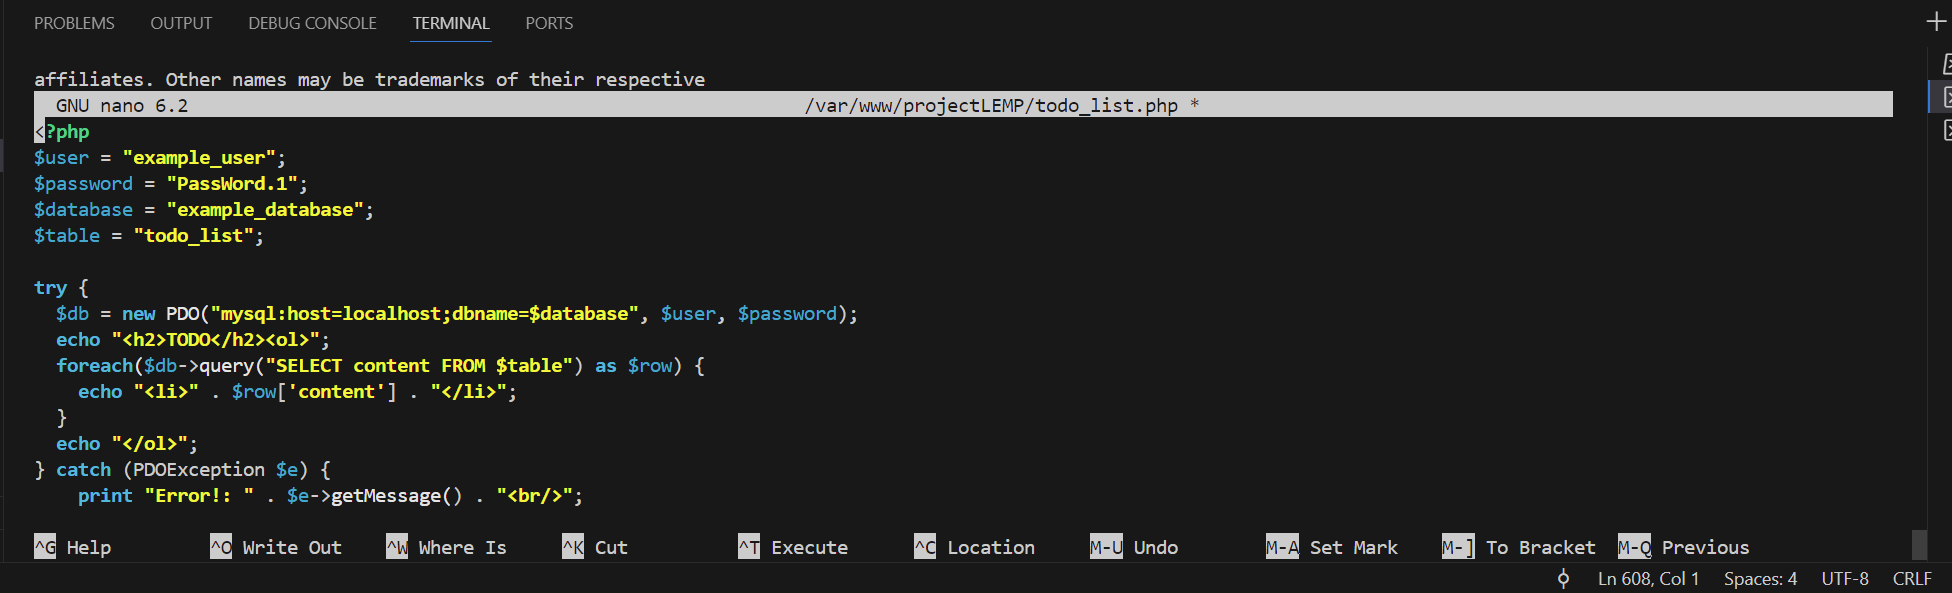 PROBLEMS OUTPUT DEBUG CONSOLE TERMINAL PORTS
affiliates. Other names may be trademarks of their respective
GNU nano 6.2 /var/www/projectLEMP/todo_list.php *
<?php
$user = "example_user";
$password = "PassWord.1";
$database = "example_database";
$table = "todo_list";
try {
  $db = new PDO("mysql:host=localhost;dbname=$database", $user, $password);
  echo "<h2>TODO</h2><ol>";
  foreach($db->query("SELECT content FROM $table") as $row) {
    echo "<li>" . $row['content'] . "</li>";
  }
  echo "</ol>";
} catch (PDOException $e) {
    print "Error!: " . $e->getMessage() . "<br/>";
^G Help ^O Write Out ^W Where Is ^K Cut ^T Execute ^C Location M-U Undo M-A Set Mark M-] To Bracket M-Q Previous
Ln 608, Col 1 Spaces: 4 UTF-8 CRLF